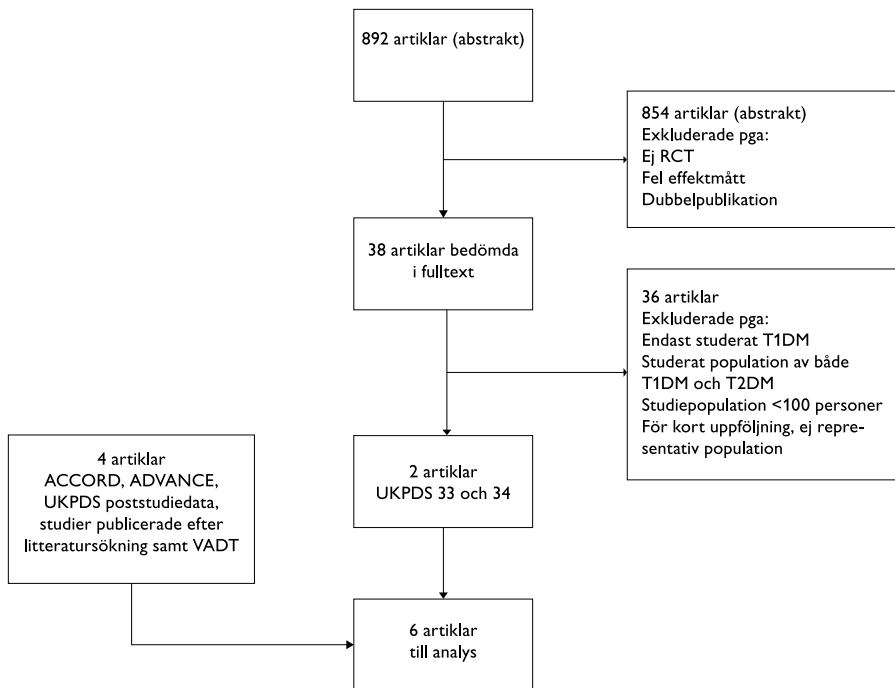 892 artiklar (abstrakt)
854 artiklar (abstrakt)
Exkluderade pga:
Ej RCT
Fel effektmått
Dubbelpublikation
38 artiklar bedömda
i fulltext
36 artiklar
Exkluderade pga:
Endast studerat T1DM
Studerat population av både
T1DM och T2DM
Studiepopulation <100 personer
För kort uppföljning, ej repre-
sentativ population
4 artiklar
ACCORD, ADVANCE,
UKPDS poststudiedata,
studier publicerade efter
litteratursökning samt VADT
2 artiklar
UKPDS 33 och 34
6 artiklar
till analys